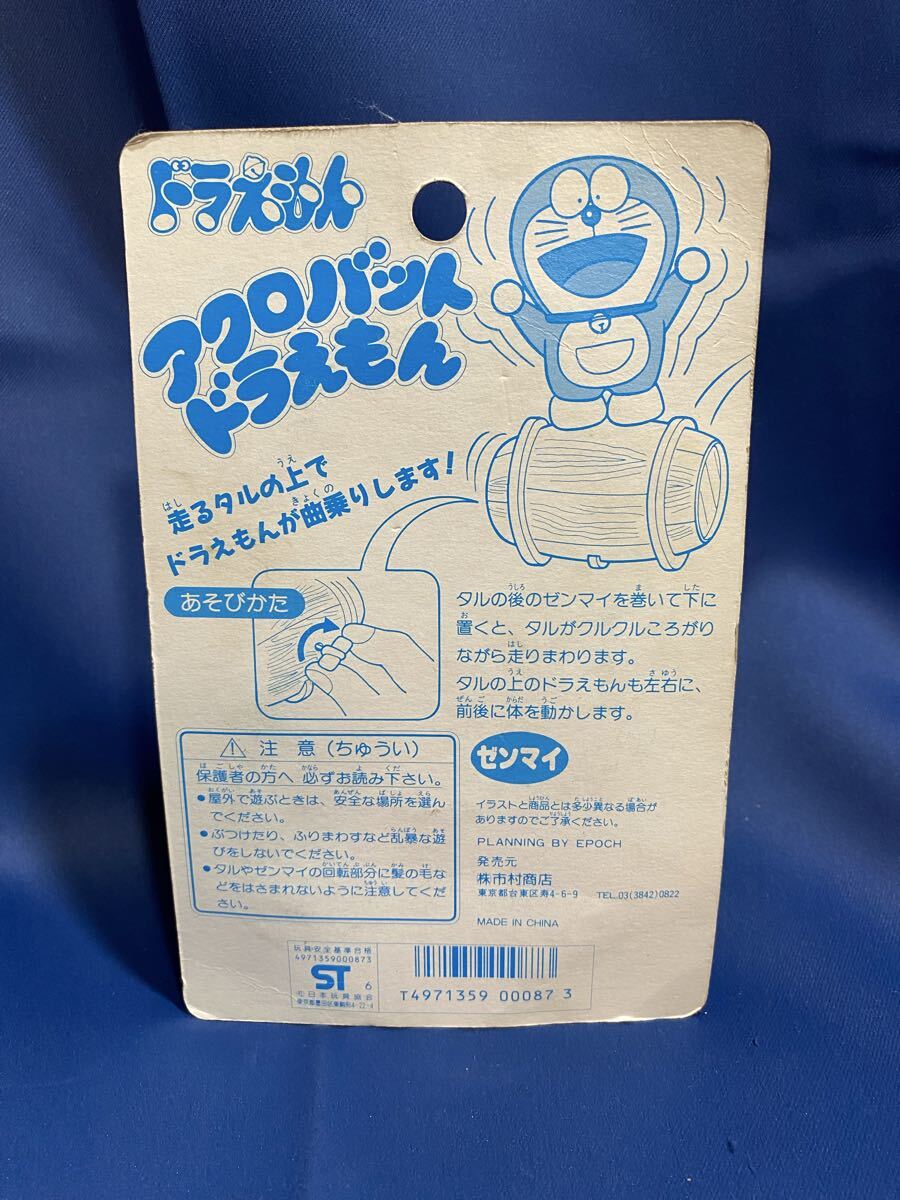 ドラえもん
アクロバット
ドラえもん
走るタルの上で
ドラえもんが曲乗りします!
あそびかた
タルの後のゼンマイを巻いて下に
置くと、タルがクルクルころがり
ながら走りまわります。
タルの上のドラえもんも左右に、
前後に体を動かします。
⚠ 注意(ちゅうい)
保護者の方へ 必ずお読み下さい。
●屋外で遊ぶときは、安全な場所を選ん
でください。
●ぶつけたり、ふりまわすなど乱暴な遊
びをしないでください。
●タルやゼンマイの回転部分に髪の毛な
どをはさまれないように注意してくだ
さい。
ゼンマイ
イラストと商品とは多少異なる場合が
ありますのでご了承ください。
PLANNING BY EPOCH
発売元
㈱市村商店
東京都台東区寿4-6-9 TEL.03(3842)0822
MADE IN CHINA
玩具安全基準合格
4971359000873
ST 6
㈳日本玩具協会
東京都墨田区東駒形4-22-4
T4971359 00087 3